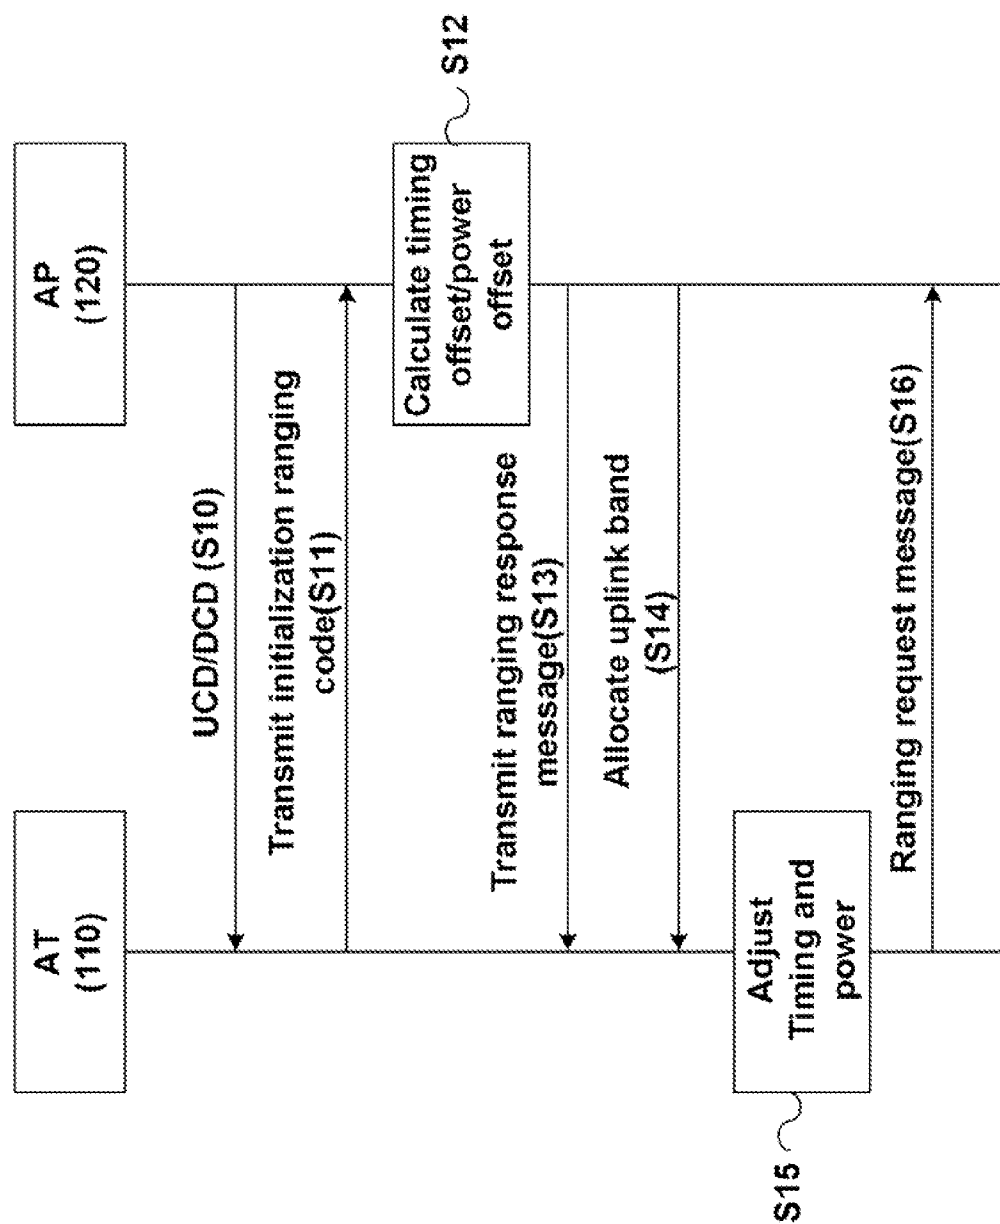 AT
(110)
AP
(120)
UCD/DCD (S10)
Transmit initialization ranging
code(S11)
Calculate timing
offset/power
offset
S12
Transmit ranging response
message(S13)
Allocate uplink band
(S14)
Adjust
Timing and
power
S15
Ranging request message(S16)